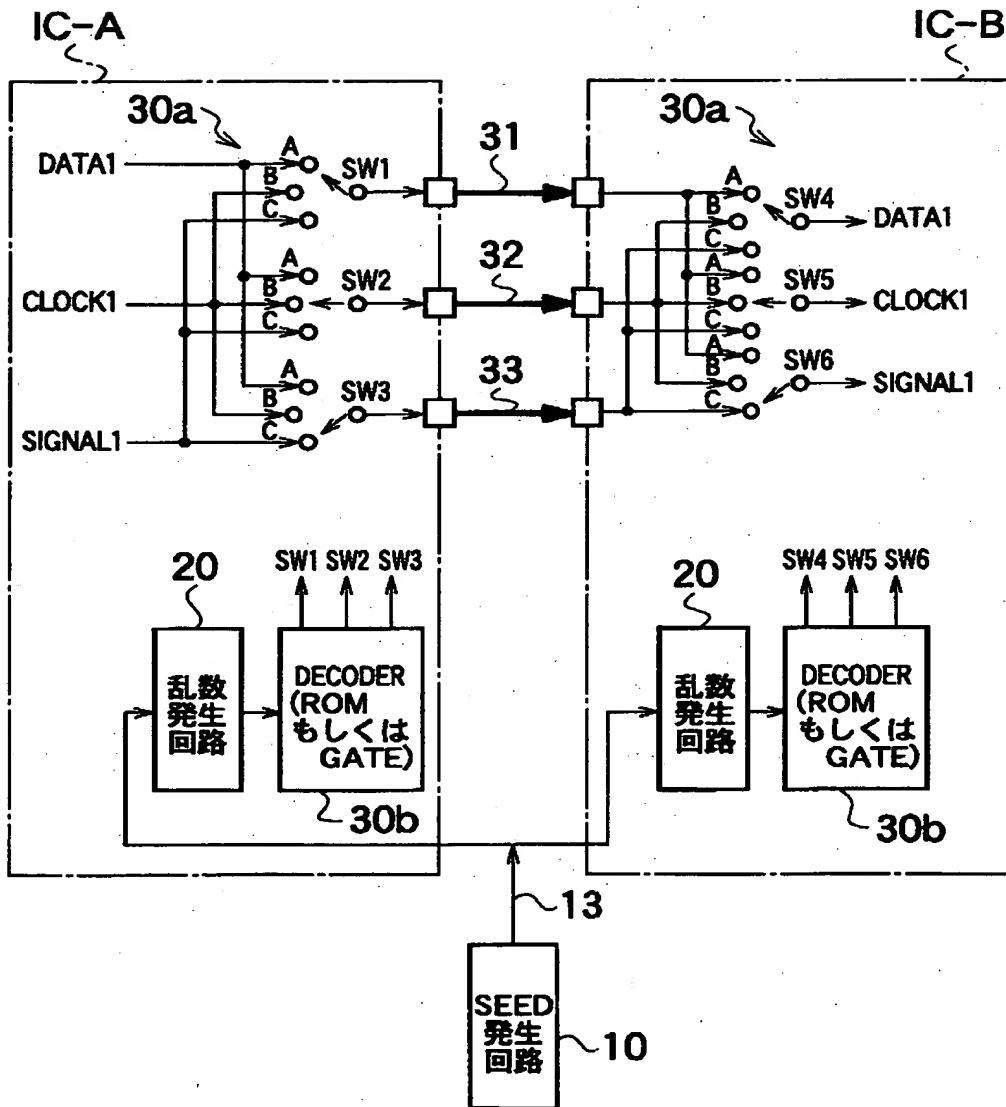 IC-A
IC-B
30a
DATA1
A
B
C
SW1
31
CLOCK1
A
B
C
SW2
32
SIGNAL1
A
B
C
SW3
33
30a
A
B
C
SW4
DATA1
A
B
C
SW5
CLOCK1
A
B
C
SW6
SIGNAL1
SW1 SW2 SW3
20
乱数
発生
回路
DECODER
(ROM
もしくは
GATE)
30b
SW4 SW5 SW6
20
乱数
発生
回路
DECODER
(ROM
もしくは
GATE)
30b
13
SEED
発生
回路
10